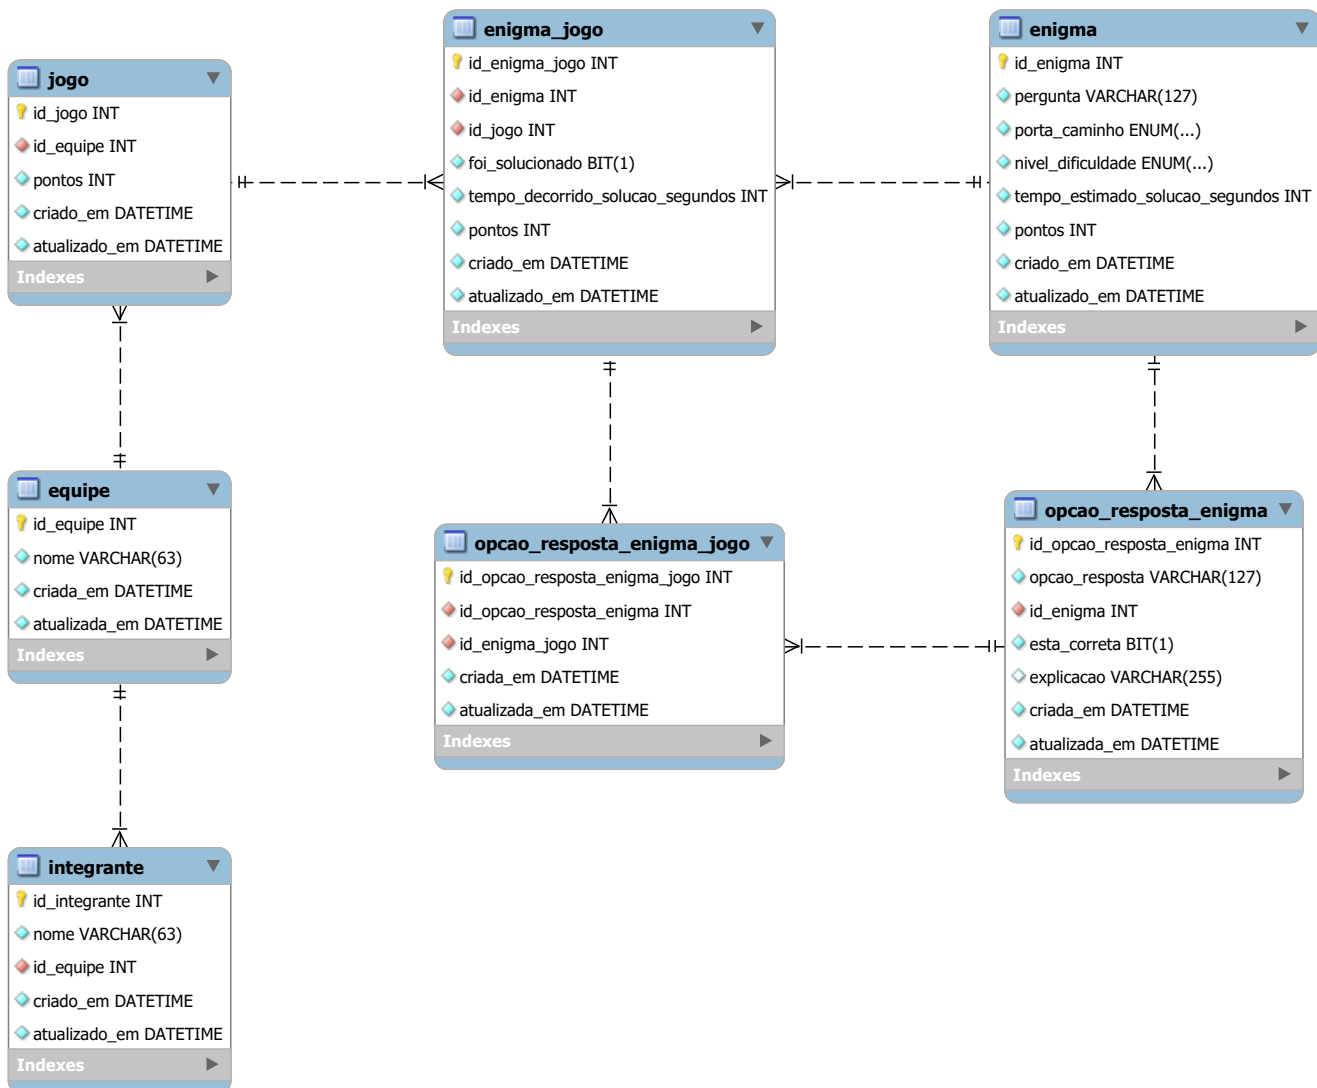 jogo
id_jogo INT
id_equipe INT
pontos INT
criado_em DATETIME
atualizado_em DATETIME
Indexes
enigma_jogo
id_enigma_jogo INT
id_enigma INT
id_jogo INT
foi_solucionado BIT(1)
tempo_decorrido_solucao_segundos INT
pontos INT
criado_em DATETIME
atualizado_em DATETIME
Indexes
enigma
id_enigma INT
pergunta VARCHAR(127)
porta_caminho ENUM(...)
nivel_dificuldade ENUM(...)
tempo_estimado_solucao_segundos INT
pontos INT
criado_em DATETIME
atualizado_em DATETIME
Indexes
equipe
id_equipe INT
nome VARCHAR(63)
criada_em DATETIME
atualizada_em DATETIME
Indexes
opcao_resposta_enigma_jogo
id_opcao_resposta_enigma_jogo INT
id_opcao_resposta_enigma INT
id_enigma_jogo INT
criada_em DATETIME
atualizada_em DATETIME
Indexes
opcao_resposta_enigma
id_opcao_resposta_enigma INT
opcao_resposta VARCHAR(127)
id_enigma INT
esta_correta BIT(1)
explicacao VARCHAR(255)
criada_em DATETIME
atualizada_em DATETIME
Indexes
integrante
id_integrante INT
nome VARCHAR(63)
id_equipe INT
criado_em DATETIME
atualizado_em DATETIME
Indexes